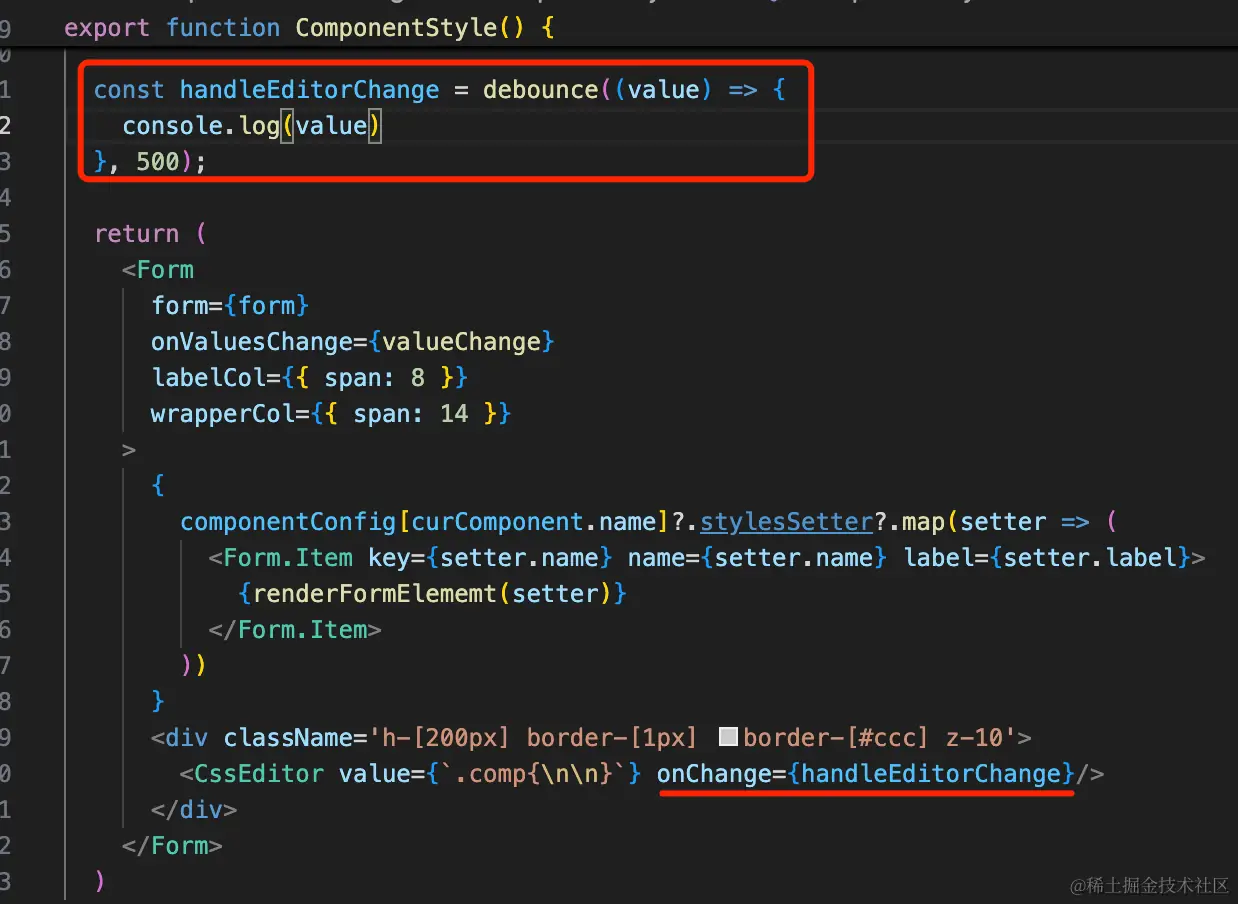 9 export function ComponentStyle() {
0
1 const handleEditorChange = debounce((value) => {
2 console.log(value)
3 }, 500);
4
5 return (
6 <Form
7 form={form}
8 onValuesChange={valueChange}
9 labelCol={{ span: 8 }}
0 wrapperCol={{ span: 14 }}
1 >
2 {
3 componentConfig[curComponent.name]?.stylesSetter?.map(setter => (
4 <Form.Item key={setter.name} name={setter.name} label={setter.label}>
5 {renderFormElememt(setter)}
6 </Form.Item>
7 ))
8 }
9 <div className='h-[200px] border-[1px] border-[#ccc] z-10'>
0 <CssEditor value={`.comp{\n\n}`} onChange={handleEditorChange}/>
1 </div>
2 </Form>
3 )
@稀土掘金技术社区